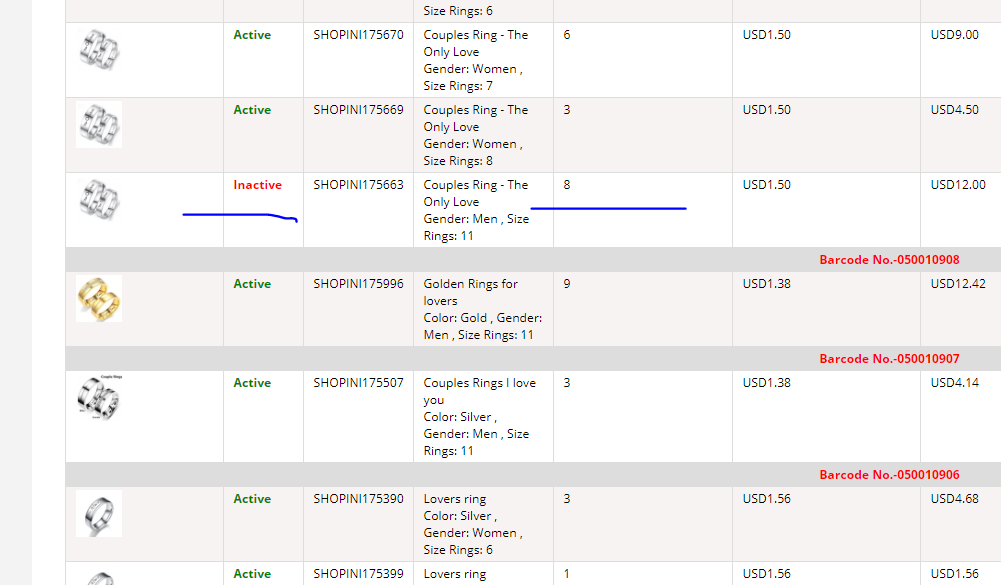 Size Rings: 6
Active SHOPINI175670 Couples Ring - The 6 USD1.50 USD9.00
Only Love
Gender: Women ,
Size Rings: 7
Active SHOPINI175669 Couples Ring - The 3 USD1.50 USD4.50
Only Love
Gender: Women ,
Size Rings: 8
Inactive SHOPINI175663 Couples Ring - The 8 USD1.50 USD12.00
Only Love
Gender: Men , Size
Rings: 11
Barcode No.-050010908
Active SHOPINI175996 Golden Rings for 9 USD1.38 USD12.42
lovers
Color: Gold , Gender:
Men , Size Rings: 11
Barcode No.-050010907
Couple Rings
Active SHOPINI175507 Couples Rings I love 3 USD1.38 USD4.14
you
Color: Silver ,
Gender: Men , Size
Rings: 11
Barcode No.-050010906
Active SHOPINI175390 Lovers ring 3 USD1.56 USD4.68
Color: Silver ,
Gender: Women ,
Size Rings: 6
Active SHOPINI175399 Lovers ring 1 USD1.56 USD1.56